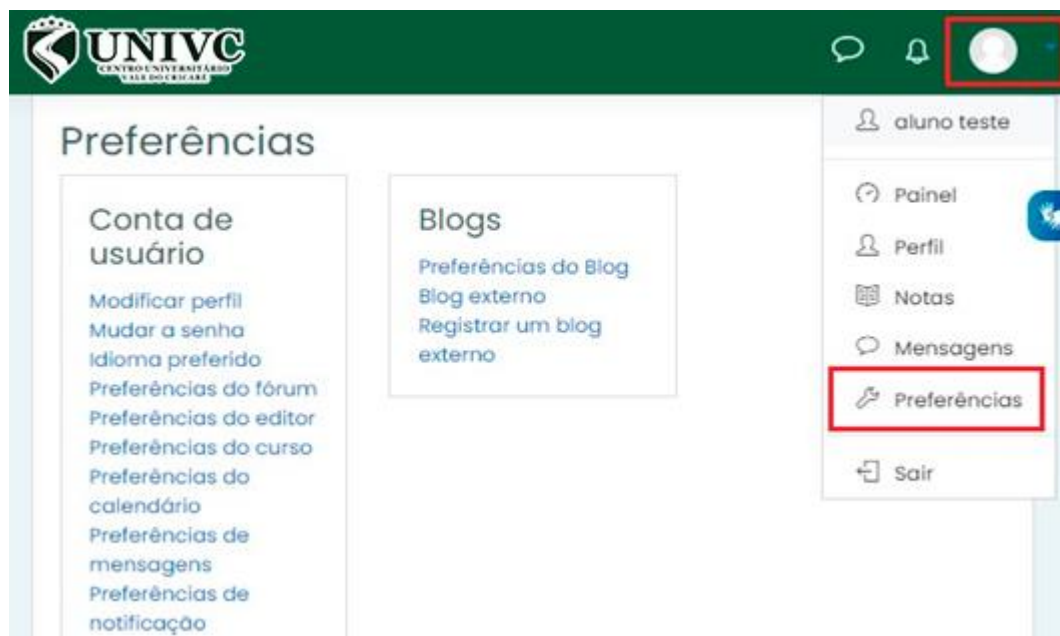 UNIVC
CENTRO UNIVERSITÁRIO
VALE DO CRICARÉ
Preferências
Conta de
usuário
Modificar perfil
Mudar a senha
Idioma preferido
Preferências do fórum
Preferências do editor
Preferências do curso
Preferências do
calendário
Preferências de
mensagens
Preferências de
notificação
Blogs
Preferências do Blog
Blog externo
Registrar um blog
externo
aluno teste
Painel
Perfil
Notas
Mensagens
Preferências
Sair